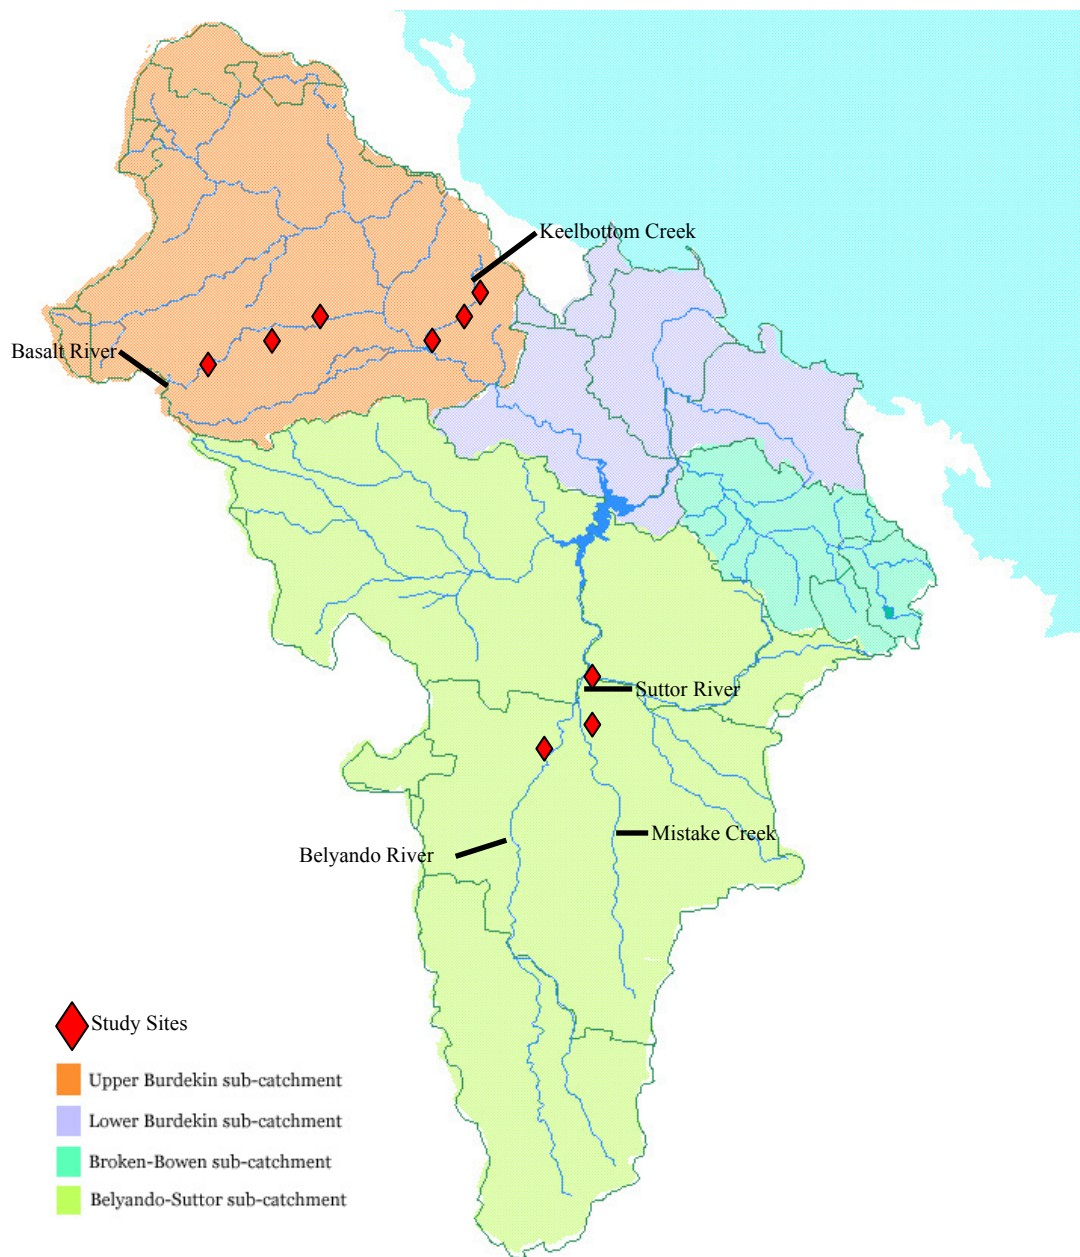 Keelbottom Creek
Basalt River
Suttor River
Mistake Creek
Belyando River
Study Sites
Upper Burdekin sub-catchment
Lower Burdekin sub-catchment
Broken-Bowen sub-catchment
Belyando-Suttor sub-catchment